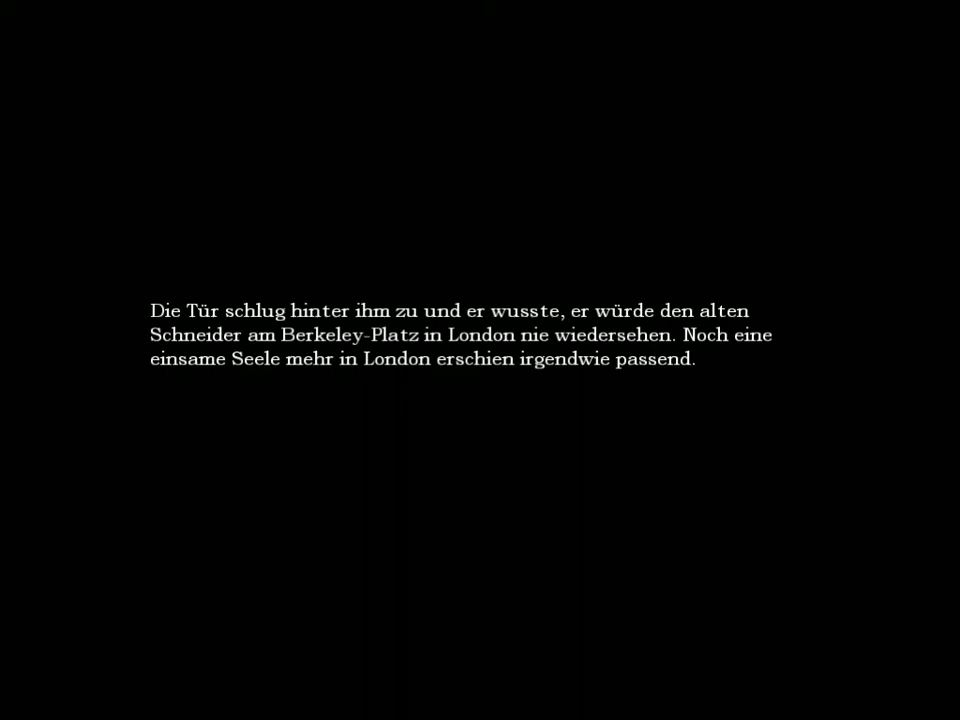 Die Tür schlug hinter ihm zu und er wusste, er würde den alten
Schneider am Berkeley-Platz in London nie wiedersehen. Noch eine
einsame Seele mehr in London erschien irgendwie passend.